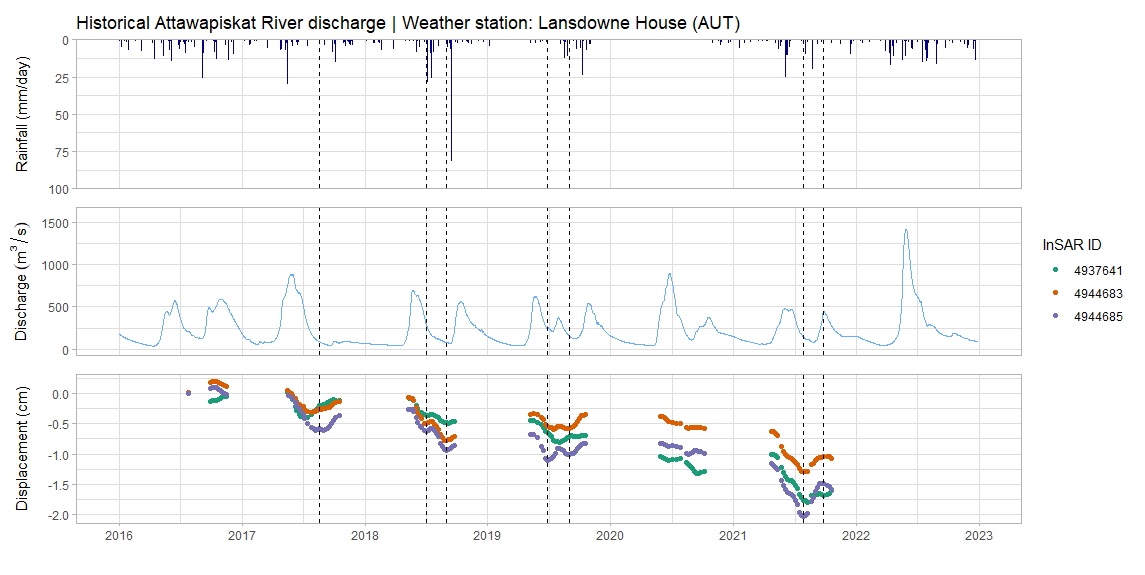 Historical Attawapiskat River discharge | Weather station: Lansdowne House (AUT)
Rainfall (mm/day)
0
25
50
75
100
Discharge (m³ / s)
1500
1000
500
0
InSAR ID
4937641
4944683
4944685
Displacement (cm)
0.0
-0.5
-1.0
-1.5
-2.0
2016 2017 2018 2019 2020 2021 2022 2023